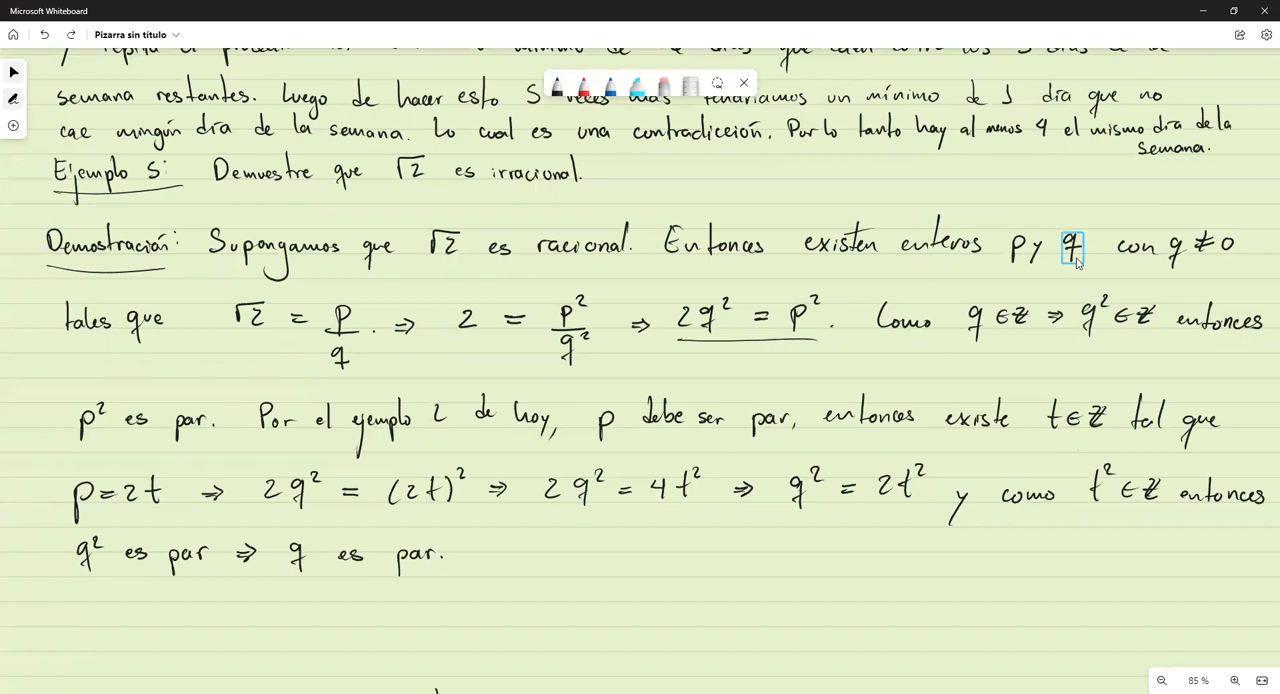 Microsoft Whiteboard
Pizarra sin título
semana restantes. Luego de hacer esto 5 veces más tendríamos un mínimo de 1 día que no
cae ningún día de la semana. Lo cual es una contradicción. Por lo tanto hay al menos 4 el mismo día de la
semana.
Ejemplo 5: Demuestre que √2 es irracional.
Demostración: Supongamos que √2 es racional. Entonces existen enteros p y q con q ≠ 0
tales que √2 = p/q. ⇒ 2 = p²/q² ⇒ 2q² = p². Como q ∈ ℤ ⇒ q² ∈ ℤ entonces
p² es par. Por el ejemplo 2 de hoy, p debe ser par, entonces existe t ∈ ℤ tal que
p = 2t ⇒ 2q² = (2t)² ⇒ 2q² = 4t² ⇒ q² = 2t² y como t² ∈ ℤ entonces
q² es par ⇒ q es par.
85 %